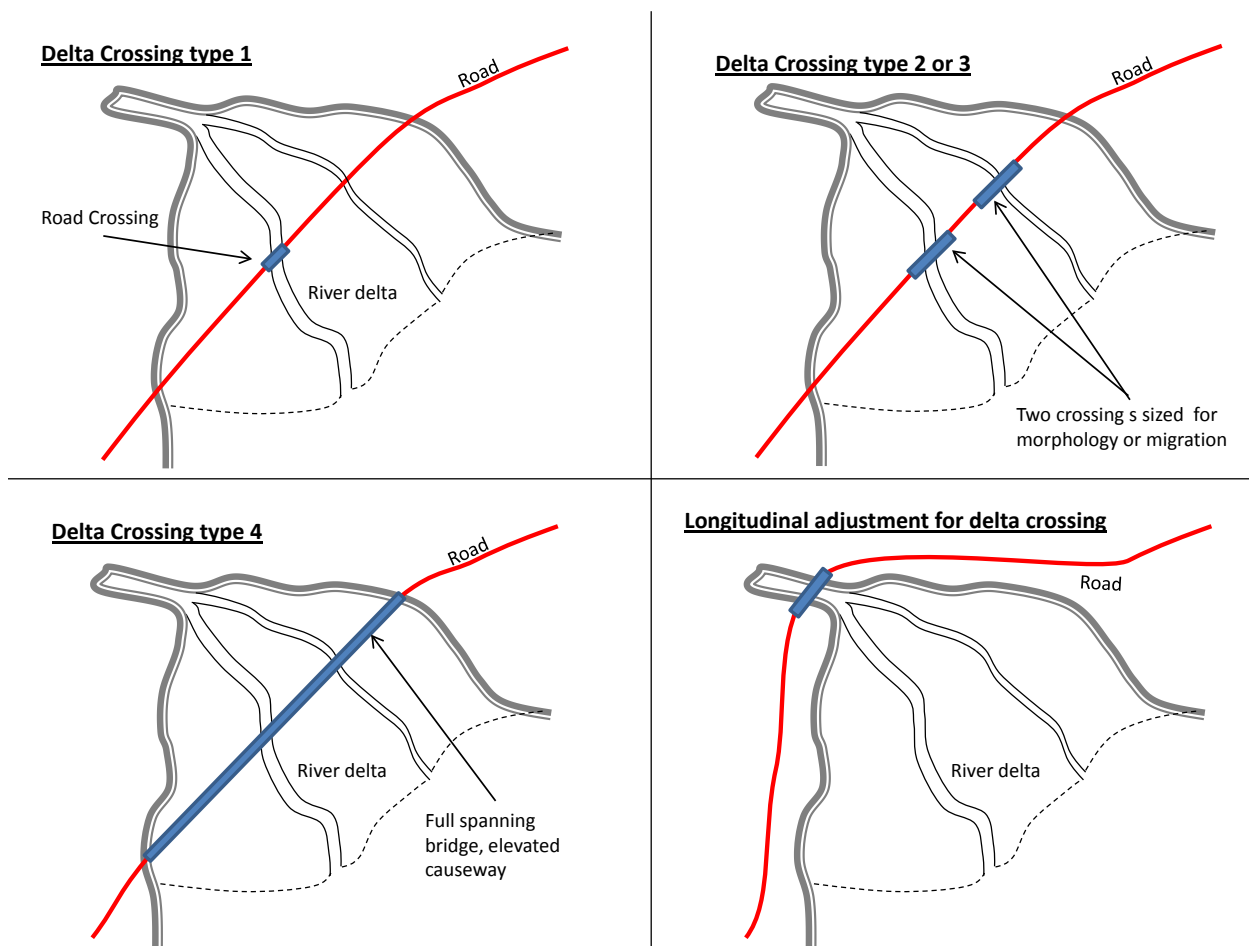 Delta Crossing type 1
Road
Road Crossing
River delta
Delta Crossing type 2 or 3
Road
Two crossing s sized for
morphology or migration
Delta Crossing type 4
Road
River delta
Full spanning
bridge, elevated
causeway
Longitudinal adjustment for delta crossing
Road
River delta